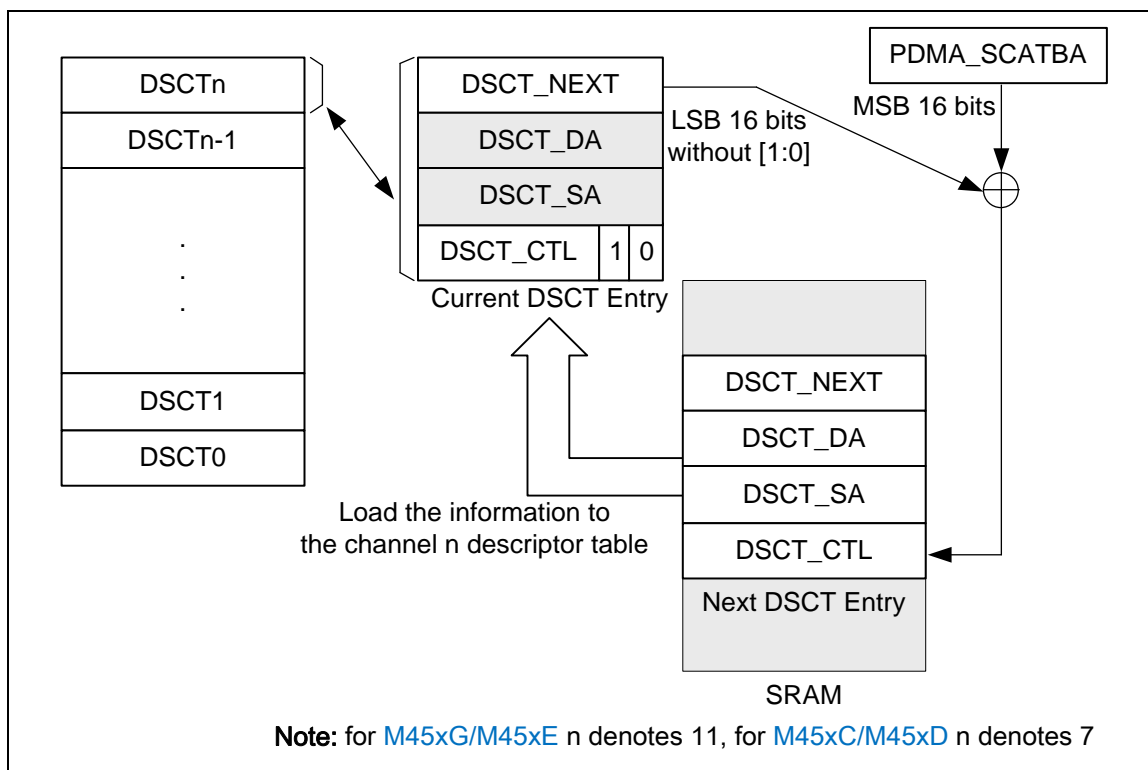 DSCTn
DSCTn-1
.
.
.
DSCT1
DSCT0
DSCT_NEXT
DSCT_DA
DSCT_SA
DSCT_CTL 1 0
Current DSCT Entry
LSB 16 bits
without [1:0]
PDMA_SCATBA
MSB 16 bits
DSCT_NEXT
DSCT_DA
DSCT_SA
DSCT_CTL
Next DSCT Entry
SRAM
Load the information to
the channel n descriptor table
Note: for M45xG/M45xE n denotes 11, for M45xC/M45xD n denotes 7